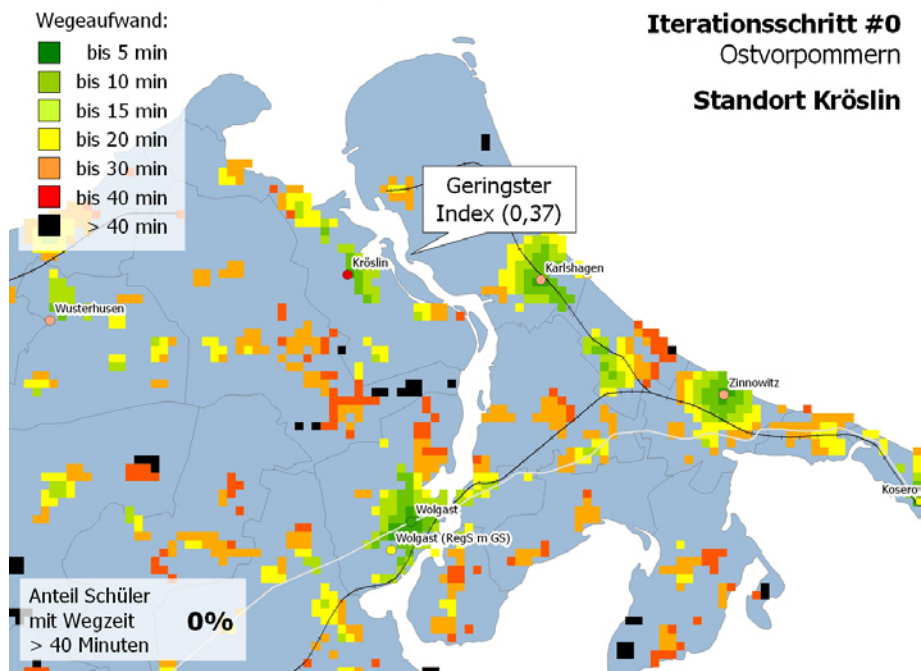 Wegeaufwand:
bis 5 min
bis 10 min
bis 15 min
bis 20 min
bis 30 min
bis 40 min
> 40 min
Iterationsschritt #0
Ostvorpommern
Standort Kröslin
Geringster
Index (0,37)
Kröslin
Karlshagen
Wusterhusen
Zinnowitz
Kosero
Wolgast
Wolgast (RegS m GS)
Anteil Schüler
mit Wegzeit
> 40 Minuten
0%